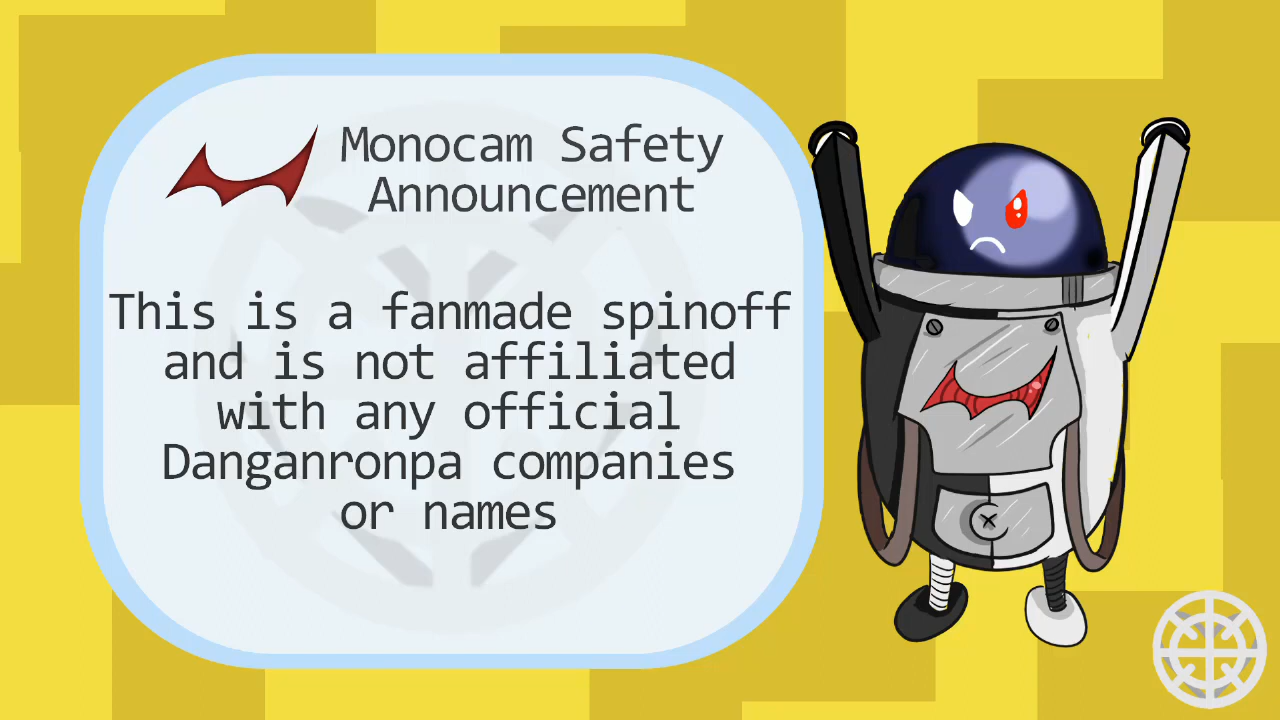 Monocam Safety
Announcement
This is a fanmade spinoff
and is not affiliated
with any official
Danganronpa companies
or names